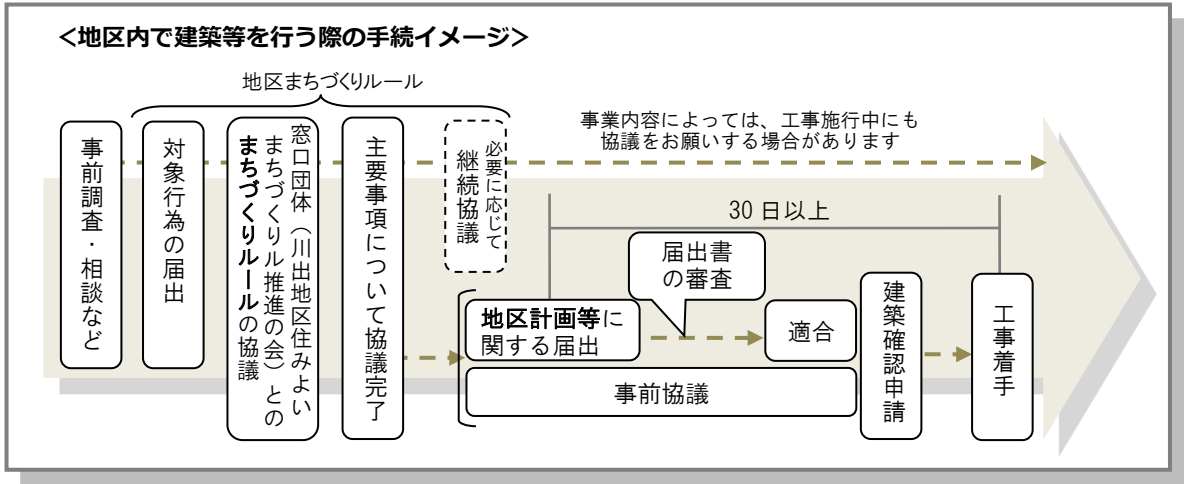 <地区内で建築等を行う際の手続イメージ>
地区まちづくりルール
事前調査・相談など
対象行為の届出
窓口団体（川出地区住みよい
まちづくりル推進の会）との
まちづくりルールの協議
主要事項について協議完了
必要に応じて
継続協議
事業内容によっては、工事施行中にも
協議をお願いする場合があります
30日以上
地区計画等に
関する届出
届出書
の審査
適合
事前協議
建築確認申請
工事着手